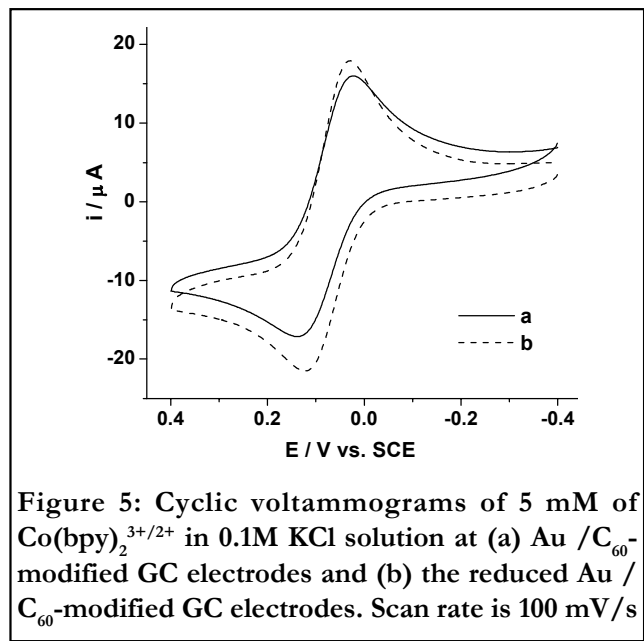 20
10
0
-10
-20
i / μ A
a
b
0.4 0.2 0.0 -0.2 -0.4
E / V vs. SCE
Figure 5: Cyclic voltammograms of 5 mM of
Co(bpy)₂³⁺/²⁺ in 0.1M KCl solution at (a) Au /C₆₀-
modified GC electrodes and (b) the reduced Au /
C₆₀-modified GC electrodes. Scan rate is 100 mV/s